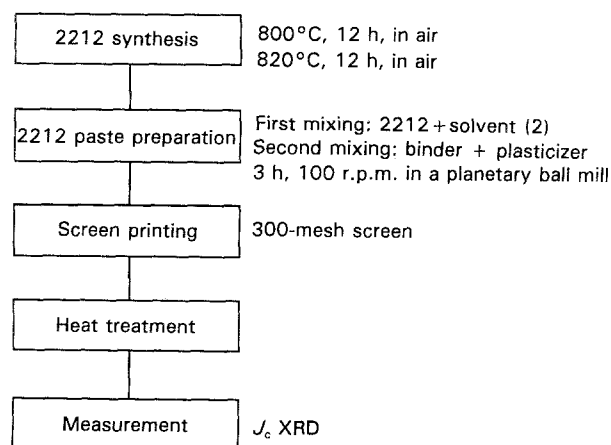 2212 synthesis
800°C, 12 h, in air
820°C, 12 h, in air
2212 paste preparation
First mixing: 2212+solvent (2)
Second mixing: binder + plasticizer
3 h, 100 r.p.m. in a planetary ball mill
Screen printing
300-mesh screen
Heat treatment
Measurement
Jc XRD